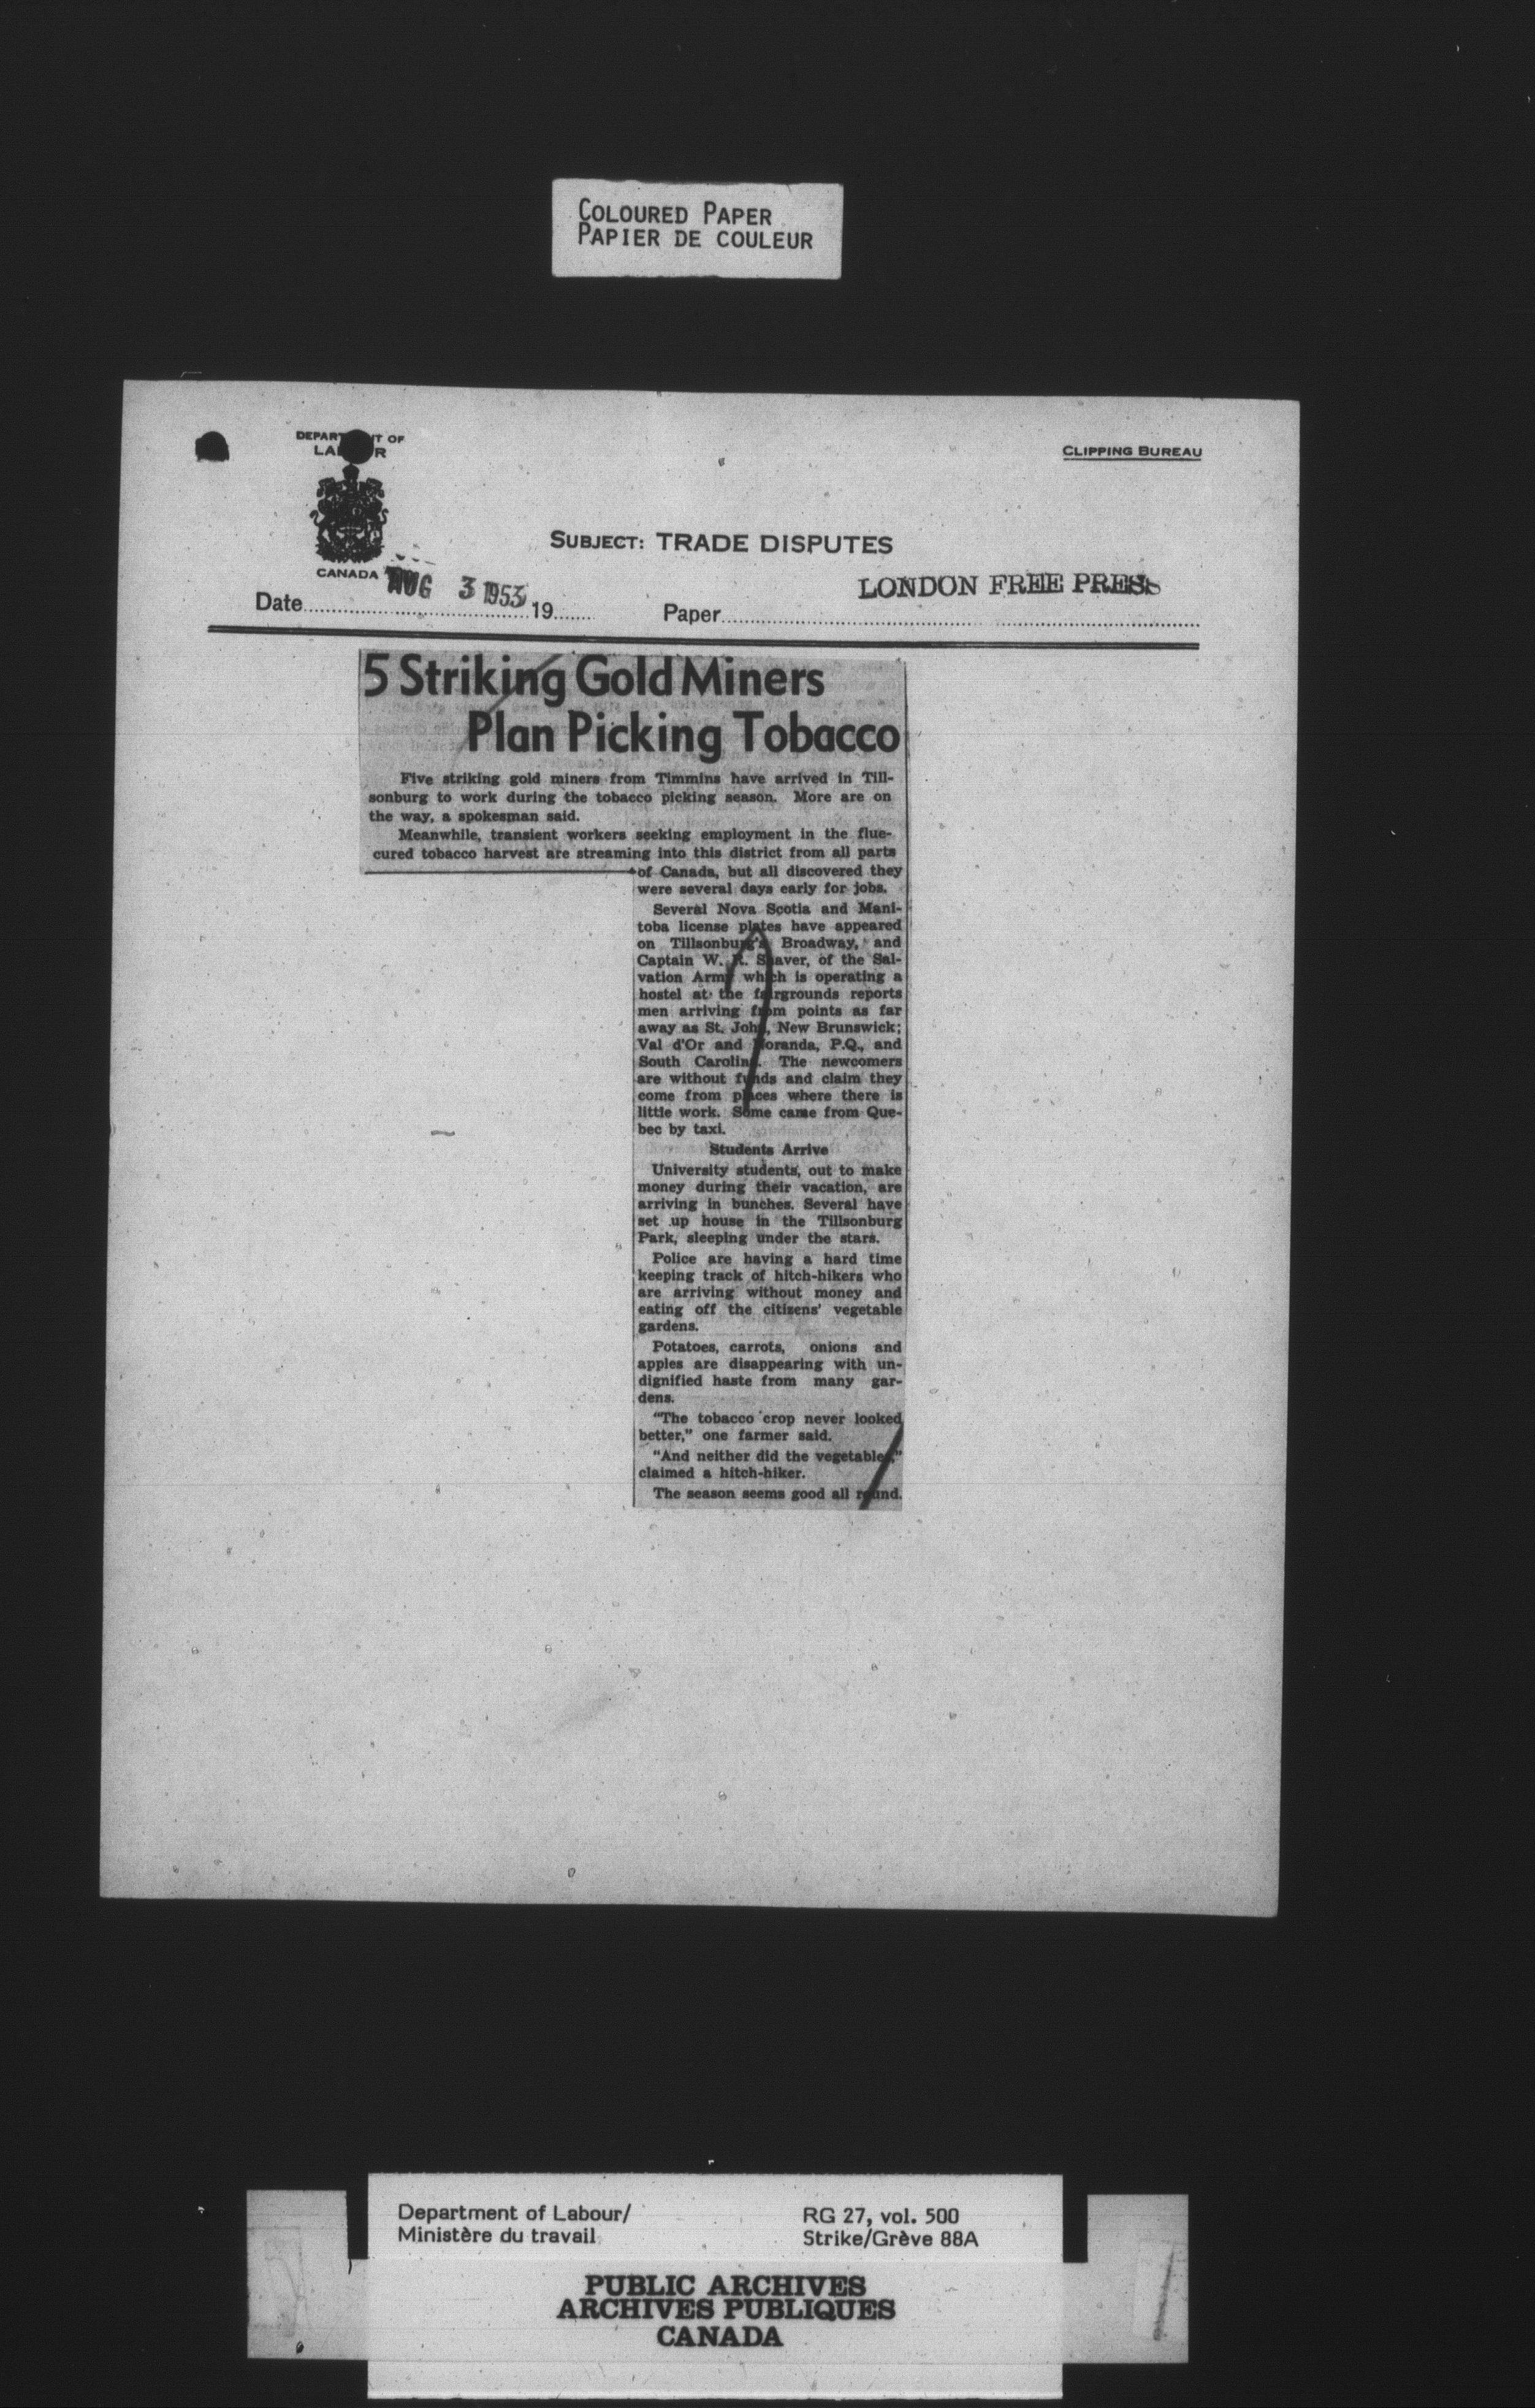 COLOURED PAPER
PAPIER DE COULEUR
DEPARTMENT OF
LABOUR
CANADA
CLIPPING BUREAU
SUBJECT: TRADE DISPUTES
Date AUG 3 1953 19
Paper LONDON FREE PRESS
5 Striking Gold Miners
Plan Picking Tobacco
Five striking gold miners from Timmins have arrived in Till-
sonburg to work during the tobacco picking season. More are on
the way, a spokesman said.
Meanwhile, transient workers seeking employment in the flue-
cured tobacco harvest are streaming into this district from all parts
of Canada, but all discovered they
were several days early for jobs.
Several Nova Scotia and Mani-
toba license plates have appeared
on Tillsonburg's Broadway, and
Captain W. R. Shaver, of the Sal-
vation Army which is operating a
hostel at the fairgrounds reports
men arriving from points as far
away as St. John, New Brunswick;
Val d'Or and Noranda, P.Q., and
South Carolina. The newcomers
are without funds and claim they
come from places where there is
little work. Some came from Que-
bec by taxi.
Students Arrive
University students, out to make
money during their vacation, are
arriving in bunches. Several have
set up house in the Tillsonburg
Park, sleeping under the stars.
Police are having a hard time
keeping track of hitch-hikers who
are arriving without money and
eating off the citizens' vegetable
gardens.
Potatoes, carrots, onions and
apples are disappearing with un-
dignified haste from many gar-
dens.
"The tobacco crop never looked
better," one farmer said.
"And neither did the vegetables,"
claimed a hitch-hiker.
The season seems good all round.
Department of Labour/
Ministère du travail
RG 27, vol. 500
Strike/Grève 88A
PUBLIC ARCHIVES
ARCHIVES PUBLIQUES
CANADA